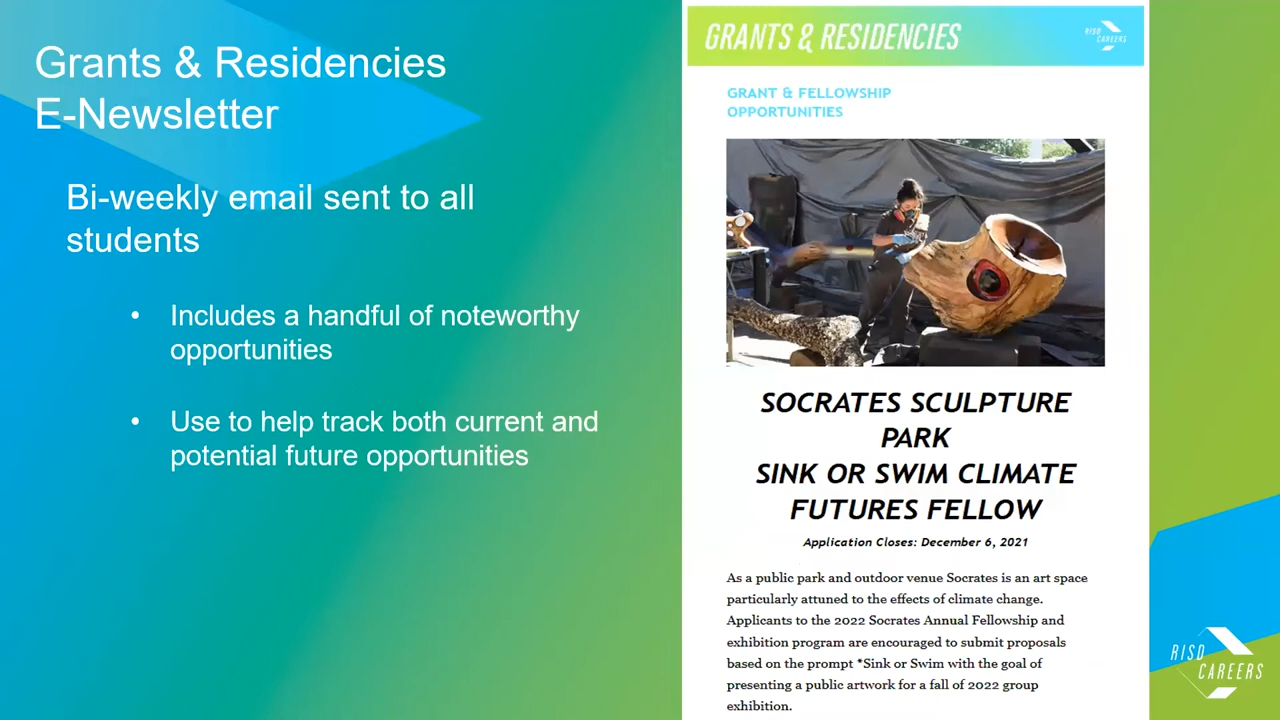 Grants & Residencies
E-Newsletter
Bi-weekly email sent to all
students
• Includes a handful of noteworthy
opportunities
• Use to help track both current and
potential future opportunities
GRANTS & RESIDENCIES
RISD
CAREERS
GRANT & FELLOWSHIP
OPPORTUNITIES
SOCRATES SCULPTURE
PARK
SINK OR SWIM CLIMATE
FUTURES FELLOW
Application Closes: December 6, 2021
As a public park and outdoor venue Socrates is an art space
particularly attuned to the effects of climate change.
Applicants to the 2022 Socrates Annual Fellowship and
exhibition program are encouraged to submit proposals
based on the prompt *Sink or Swim with the goal of
presenting a public artwork for a fall of 2022 group
exhibition.
RISD
CAREERS